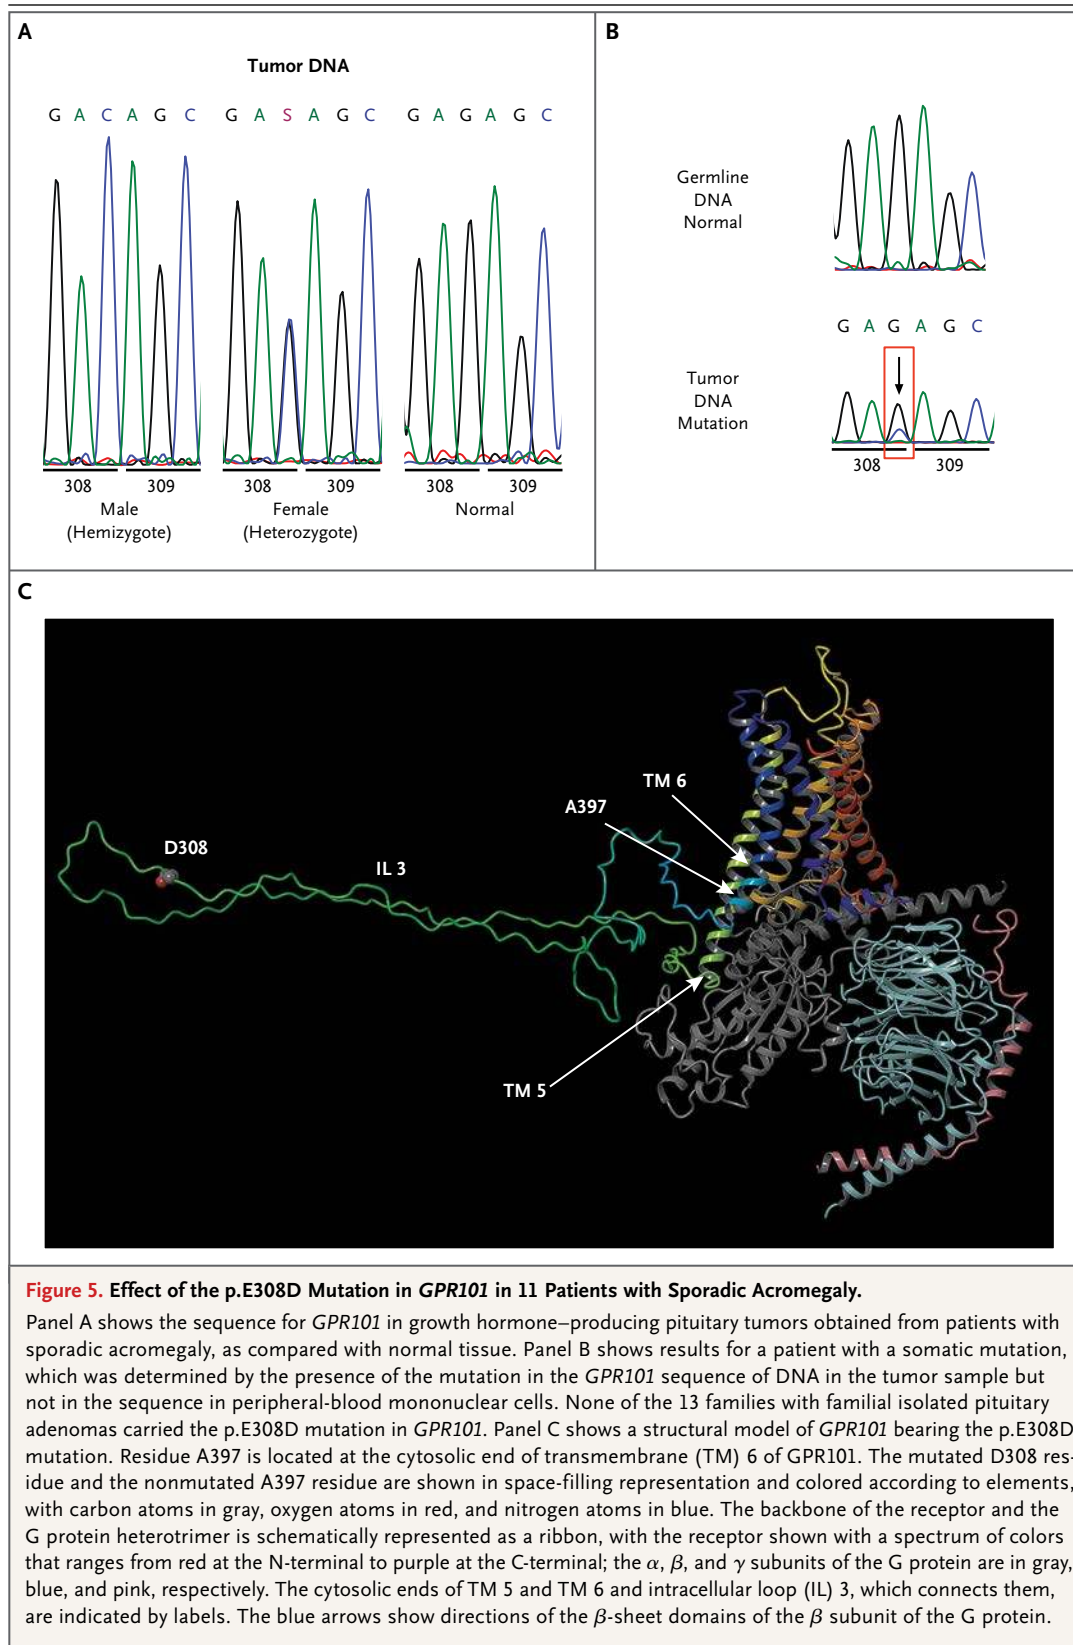 A
Tumor DNA
G A C A G C G A S A G C G A G A G C
308 309 308 309 308 309
Male Female Normal
(Hemizygote) (Heterozygote)
B
Germline
DNA
Normal
G A G A G C
Tumor
DNA
Mutation
308 309
C
TM 6
A397
D308
IL 3
TM 5
Figure 5. Effect of the p.E308D Mutation in GPR101 in 11 Patients with Sporadic Acromegaly.
Panel A shows the sequence for GPR101 in growth hormone–producing pituitary tumors obtained from patients with
sporadic acromegaly, as compared with normal tissue. Panel B shows results for a patient with a somatic mutation,
which was determined by the presence of the mutation in the GPR101 sequence of DNA in the tumor sample but
not in the sequence in peripheral-blood mononuclear cells. None of the 13 families with familial isolated pituitary
adenomas carried the p.E308D mutation in GPR101. Panel C shows a structural model of GPR101 bearing the p.E308D
mutation. Residue A397 is located at the cytosolic end of transmembrane (TM) 6 of GPR101. The mutated D308 res-
idue and the nonmutated A397 residue are shown in space-filling representation and colored according to elements,
with carbon atoms in gray, oxygen atoms in red, and nitrogen atoms in blue. The backbone of the receptor and the
G protein heterotrimer is schematically represented as a ribbon, with the receptor shown with a spectrum of colors
that ranges from red at the N-terminal to purple at the C-terminal; the α, β, and γ subunits of the G protein are in gray,
blue, and pink, respectively. The cytosolic ends of TM 5 and TM 6 and intracellular loop (IL) 3, which connects them,
are indicated by labels. The blue arrows show directions of the β-sheet domains of the β subunit of the G protein.